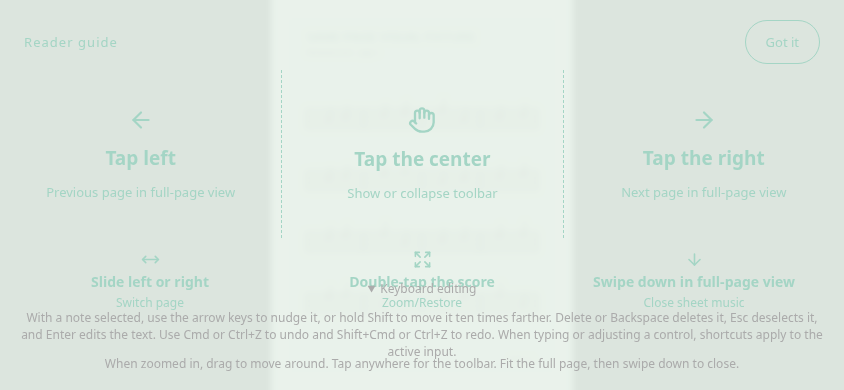 Reader guide
Got it
Tap left
Previous page in full-page view
Tap the center
Show or collapse toolbar
Tap the right
Next page in full-page view
Slide left or right
Switch page
Double-tap the score
Zoom/Restore
Swipe down in full-page view
Close sheet music
▼ Keyboard editing
With a note selected, use the arrow keys to nudge it, or hold Shift to move it ten times farther. Delete or Backspace deletes it, Esc deselects it,
and Enter edits the text. Use Cmd or Ctrl+Z to undo and Shift+Cmd or Ctrl+Z to redo. When typing or adjusting a control, shortcuts apply to the
active input.
When zoomed in, drag to move around. Tap anywhere for the toolbar. Fit the full page, then swipe down to close.